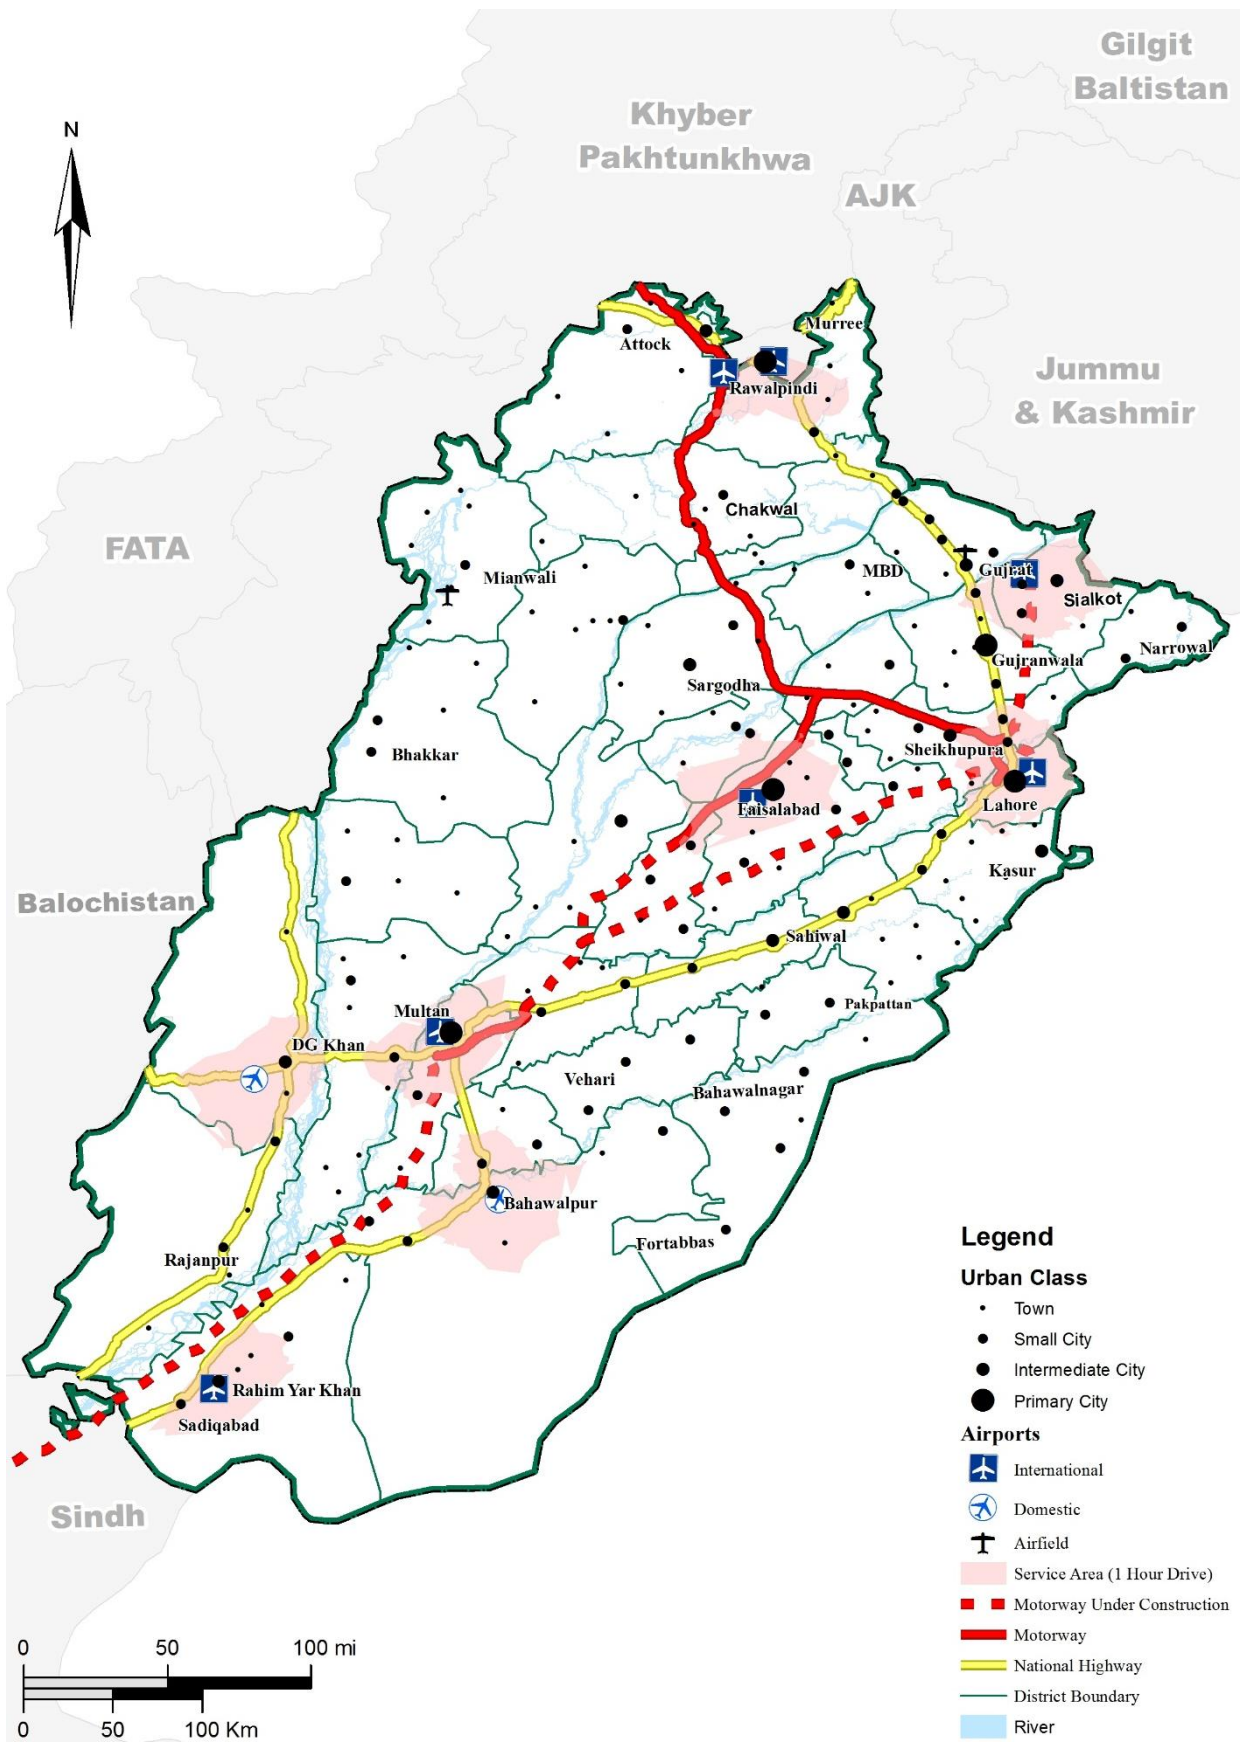 Gilgit
Baltistan
Khyber
Pakhtunkhwa
N
AJK
Murree
Attock
Rawalpindi
Jummu
& Kashmir
Chakwal
FATA
Mianwali
MBD
Gujrat
Sialkot
Narrowal
Gujranwala
Sargodha
Bhakkar
Sheikhupura
Faisalabad
Lahore
Kasur
Balochistan
Sahiwal
Multan
Pakpattan
DG Khan
Vehari
Bahawalnagar
Bahawalpur
Fortabbas
Rajanpur
Rahim Yar Khan
Sadiqabad
Sindh
Legend
Urban Class
Town
Small City
Intermediate City
Primary City
Airports
International
Domestic
Airfield
Service Area (1 Hour Drive)
Motorway Under Construction
Motorway
National Highway
District Boundary
River
0 50 100 mi
0 50 100 Km